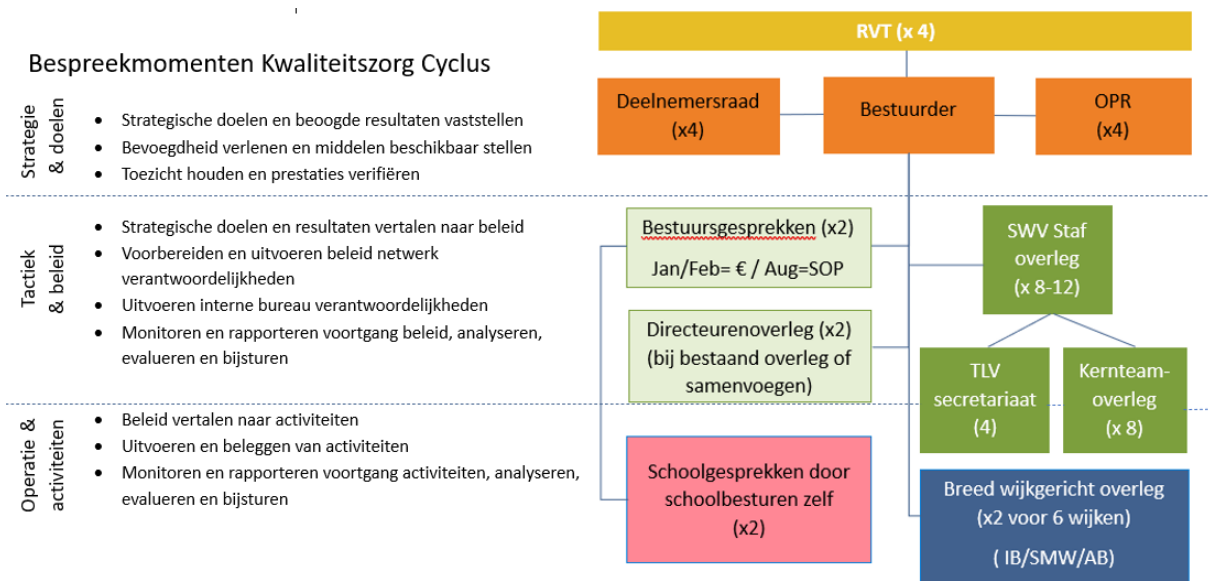 Bespreekmomenten Kwaliteitszorg Cyclus
Strategie
& doelen
• Strategische doelen en beoogde resultaten vaststellen
• Bevoegdheid verlenen en middelen beschikbaar stellen
• Toezicht houden en prestaties verifiëren
Tactiek
& beleid
• Strategische doelen en resultaten vertalen naar beleid
• Voorbereiden en uitvoeren beleid netwerk
verantwoordelijkheden
• Uitvoeren interne bureau verantwoordelijkheden
• Monitoren en rapporteren voortgang beleid, analyseren,
evalueren en bijsturen
Operatie &
activiteiten
• Beleid vertalen naar activiteiten
• Uitvoeren en beleggen van activiteiten
• Monitoren en rapporteren voortgang activiteiten, analyseren,
evalueren en bijsturen
RVT (x 4)
Deelnemersraad
(x4)
Bestuurder
OPR
(x4)
Bestuursgesprekken (x2)
Jan/Feb= € / Aug=SOP
SWV Staf
overleg
(x 8-12)
Directeurenoverleg (x2)
(bij bestaand overleg of
samenvoegen)
TLV
secretariaat
(4)
Kernteam-
overleg
(x 8)
Schoolgesprekken door
schoolbesturen zelf
(x2)
Breed wijkgericht overleg
(x2 voor 6 wijken)
( IB/SMW/AB)